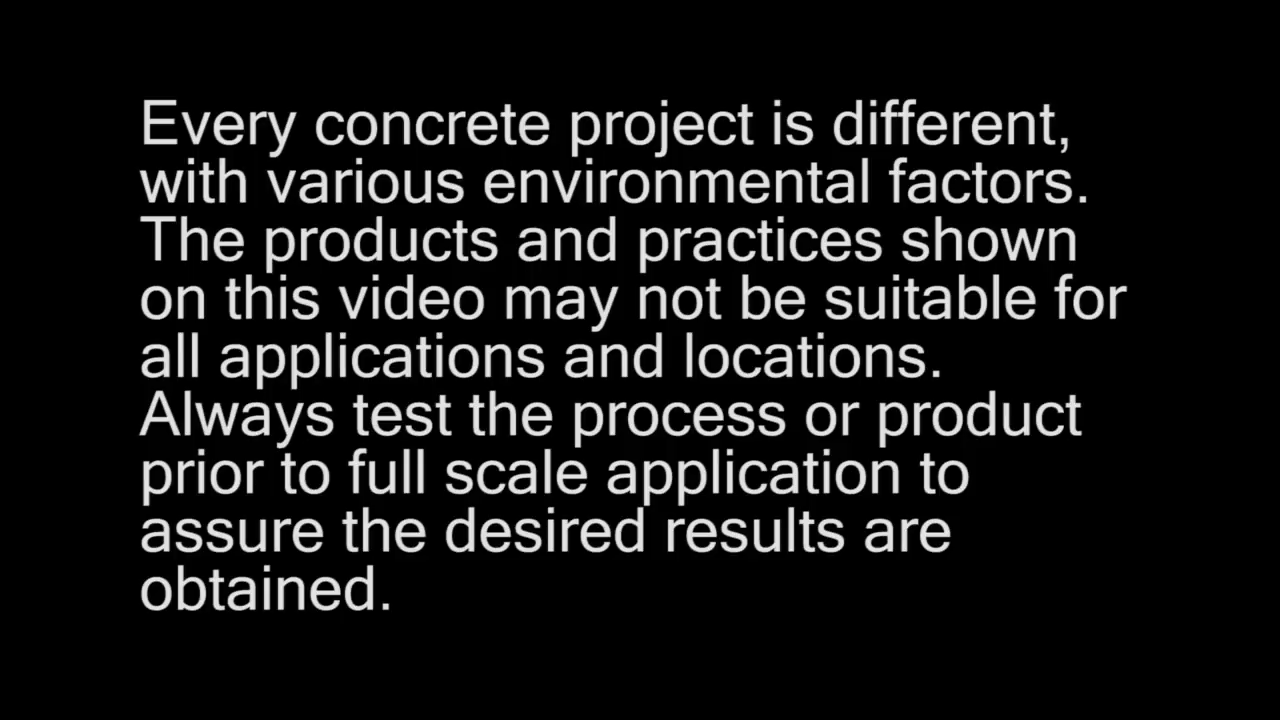 Every concrete project is different,
with various environmental factors.
The products and practices shown
on this video may not be suitable for
all applications and locations.
Always test the process or product
prior to full scale application to
assure the desired results are
obtained.